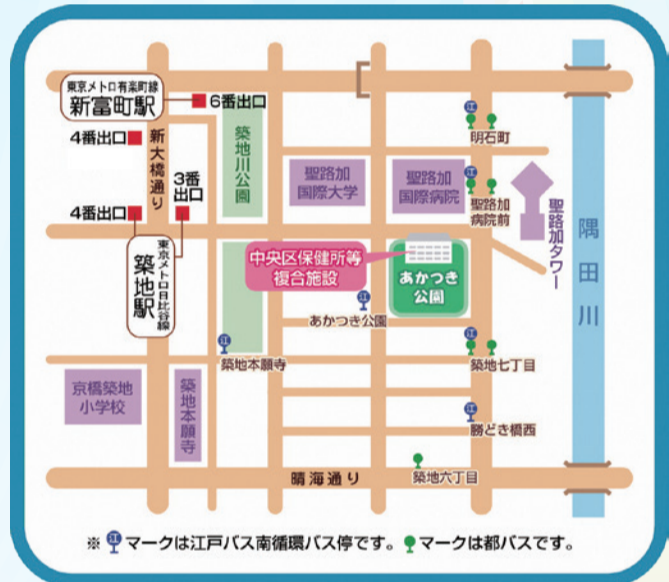 東京メトロ有楽町線
新富町駅
6番出口
4番出口
新大橋通り
3番
出口
4番出口
東京メトロ日比谷線
築地駅
築地川公園
聖路加
国際大学
聖路加
国際病院
江
明石町
江
聖路加
病院前
聖路加タワー
隅田川
中央区保健所等
複合施設
あかつき
公園
江
あかつき公園
江
築地本願寺
江
築地七丁目
京橋築地
小学校
築地本願寺
江
勝どき橋西
築地六丁目
晴海通り
※ 江 マークは江戸バス南循環バス停です。 マークは都バスです。